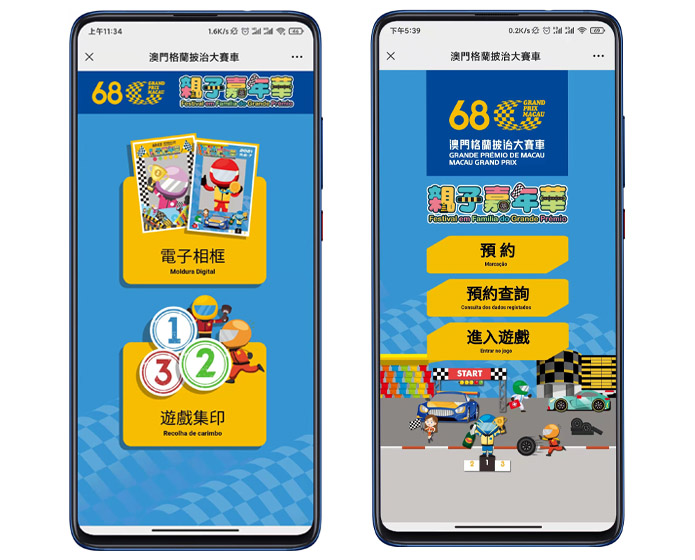 上午11:34
1.6K/s
46
澳門格蘭披治大賽車
68
GRAND
PRIX
MACAU
親子嘉年華
Festival em Família do Grande Prémio
電子相框
Moldura Digital
1
2
3
遊戲集印
Recolha de carimbo
下午5:39
0.2K/s
69
澳門格蘭披治大賽車
68
GRAND
PRIX
MACAU
澳門格蘭披治大賽車
GRANDE PRÉMIO DE MACAU
MACAU GRAND PRIX
親子嘉年華
Festival em Família do Grande Prémio
預約
Marcação
預約查詢
Consulta dos dados registados
進入遊戲
Entrar no jogo
START
2 1 3